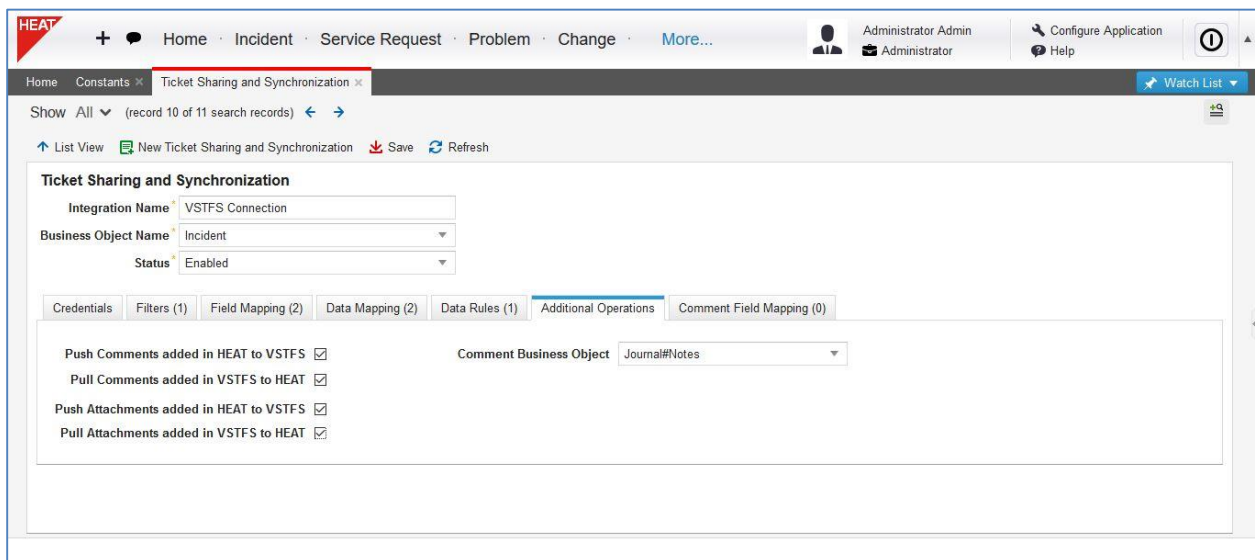 HEAT
Home · Incident · Service Request · Problem · Change · More...
Administrator Admin
Administrator
Configure Application
Help
Home Constants × Ticket Sharing and Synchronization ×
Watch List
Show All (record 10 of 11 search records)
List View New Ticket Sharing and Synchronization Save Refresh
Ticket Sharing and Synchronization
Integration Name * VSTFS Connection
Business Object Name * Incident
Status * Enabled
Credentials Filters (1) Field Mapping (2) Data Mapping (2) Data Rules (1) Additional Operations Comment Field Mapping (0)
Push Comments added in HEAT to VSTFS Comment Business Object Journal#Notes
Pull Comments added in VSTFS to HEAT
Push Attachments added in HEAT to VSTFS
Pull Attachments added in VSTFS to HEAT